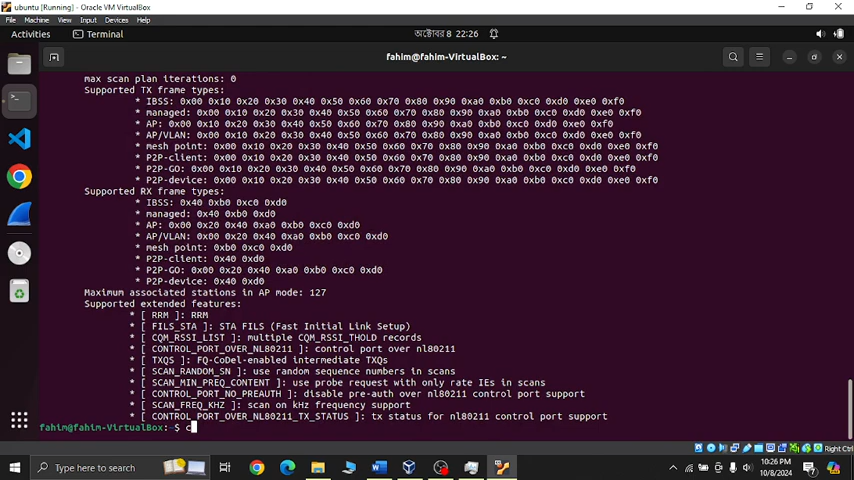 ubuntu [Running] - Oracle VM VirtualBox
File Machine View Input Devices Help
Activities Terminal অক্টোবর 8 22:26
fahim@fahim-VirtualBox: ~
max scan plan iterations: 0
Supported TX frame types:
* IBSS: 0x00 0x10 0x20 0x30 0x40 0x50 0x60 0x70 0x80 0x90 0xa0 0xb0 0xc0 0xd0 0xe0 0xf0
* managed: 0x00 0x10 0x20 0x30 0x40 0x50 0x60 0x70 0x80 0x90 0xa0 0xb0 0xc0 0xd0 0xe0 0xf0
* AP: 0x00 0x10 0x20 0x30 0x40 0x50 0x60 0x70 0x80 0x90 0xa0 0xb0 0xc0 0xd0 0xe0 0xf0
* AP/VLAN: 0x00 0x10 0x20 0x30 0x40 0x50 0x60 0x70 0x80 0x90 0xa0 0xb0 0xc0 0xd0 0xe0 0xf0
* mesh point: 0x00 0x10 0x20 0x30 0x40 0x50 0x60 0x70 0x80 0x90 0xa0 0xb0 0xc0 0xd0 0xe0 0xf0
* P2P-client: 0x00 0x10 0x20 0x30 0x40 0x50 0x60 0x70 0x80 0x90 0xa0 0xb0 0xc0 0xd0 0xe0 0xf0
* P2P-GO: 0x00 0x10 0x20 0x30 0x40 0x50 0x60 0x70 0x80 0x90 0xa0 0xb0 0xc0 0xd0 0xe0 0xf0
* P2P-device: 0x00 0x10 0x20 0x30 0x40 0x50 0x60 0x70 0x80 0x90 0xa0 0xb0 0xc0 0xd0 0xe0 0xf0
Supported RX frame types:
* IBSS: 0x40 0xb0 0xc0 0xd0
* managed: 0x40 0xb0 0xd0
* AP: 0x00 0x20 0x40 0xa0 0xb0 0xc0 0xd0
* AP/VLAN: 0x00 0x20 0x40 0xa0 0xb0 0xc0 0xd0
* mesh point: 0xb0 0xc0 0xd0
* P2P-client: 0x40 0xd0
* P2P-GO: 0x00 0x20 0x40 0xa0 0xb0 0xc0 0xd0
* P2P-device: 0x40 0xd0
Maximum associated stations in AP mode: 127
Supported extended features:
* [ RRM ]: RRM
* [ FILS_STA ]: STA FILS (Fast Initial Link Setup)
* [ CQM_RSSI_LIST ]: multiple CQM_RSSI_THOLD records
* [ CONTROL_PORT_OVER_NL80211 ]: control port over nl80211
* [ TXQS ]: FQ-CoDel-enabled intermediate TXQs
* [ SCAN_RANDOM_SN ]: use random sequence numbers in scans
* [ SCAN_MIN_PREQ_CONTENT ]: use probe request with only rate IEs in scans
* [ CONTROL_PORT_NO_PREAUTH ]: disable pre-auth over nl80211 control port support
* [ SCAN_FREQ_KHZ ]: scan on kHz frequency support
* [ CONTROL_PORT_OVER_NL80211_TX_STATUS ]: tx status for nl80211 control port support
fahim@fahim-VirtualBox:~$ c
Right Ctrl
Type here to search
10:26 PM
10/8/2024